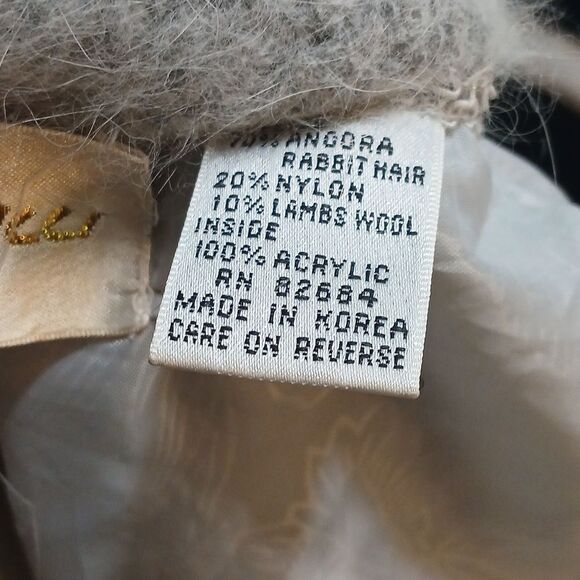 70% ANGORA
RABBIT HAIR
20% NYLON
10% LAMBS WOOL
INSIDE
100% ACRYLIC
RN 82684
MADE IN KOREA
CARE ON REVERSE